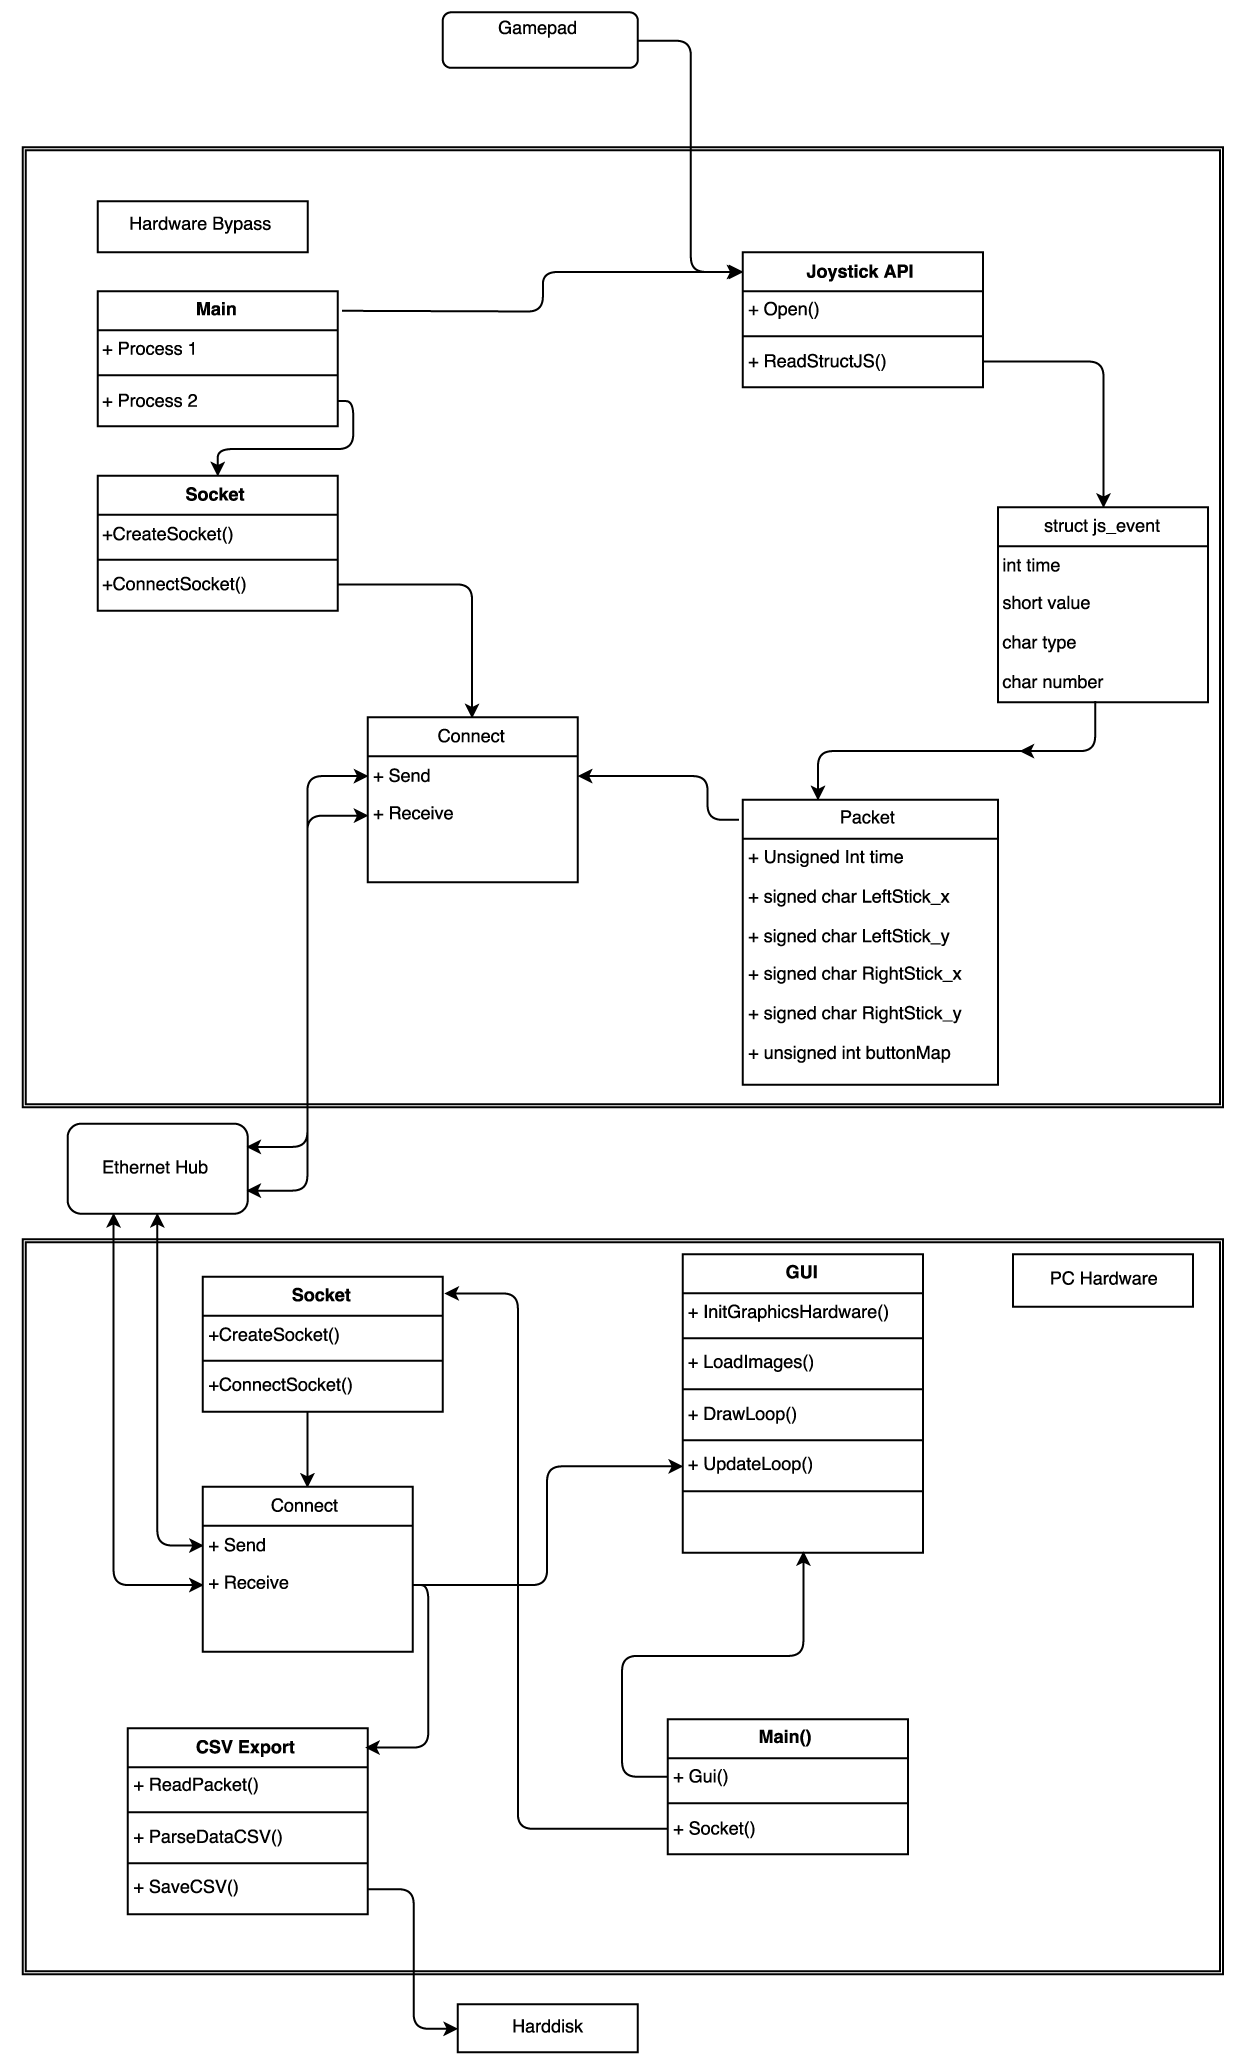 Gamepad
Hardware Bypass
Main
+ Process 1
+ Process 2
Joystick API
+ Open()
+ ReadStructJS()
Socket
+CreateSocket()
+ConnectSocket()
struct js_event
int time
short value
char type
char number
Connect
+ Send
+ Receive
Packet
+ Unsigned Int time
+ signed char LeftStick_x
+ signed char LeftStick_y
+ signed char RightStick_x
+ signed char RightStick_y
+ unsigned int buttonMap
Ethernet Hub
Socket
+CreateSocket()
+ConnectSocket()
GUI
+ InitGraphicsHardware()
+ LoadImages()
+ DrawLoop()
+ UpdateLoop()
PC Hardware
Connect
+ Send
+ Receive
CSV Export
+ ReadPacket()
+ ParseDataCSV()
+ SaveCSV()
Main()
+ Gui()
+ Socket()
Harddisk